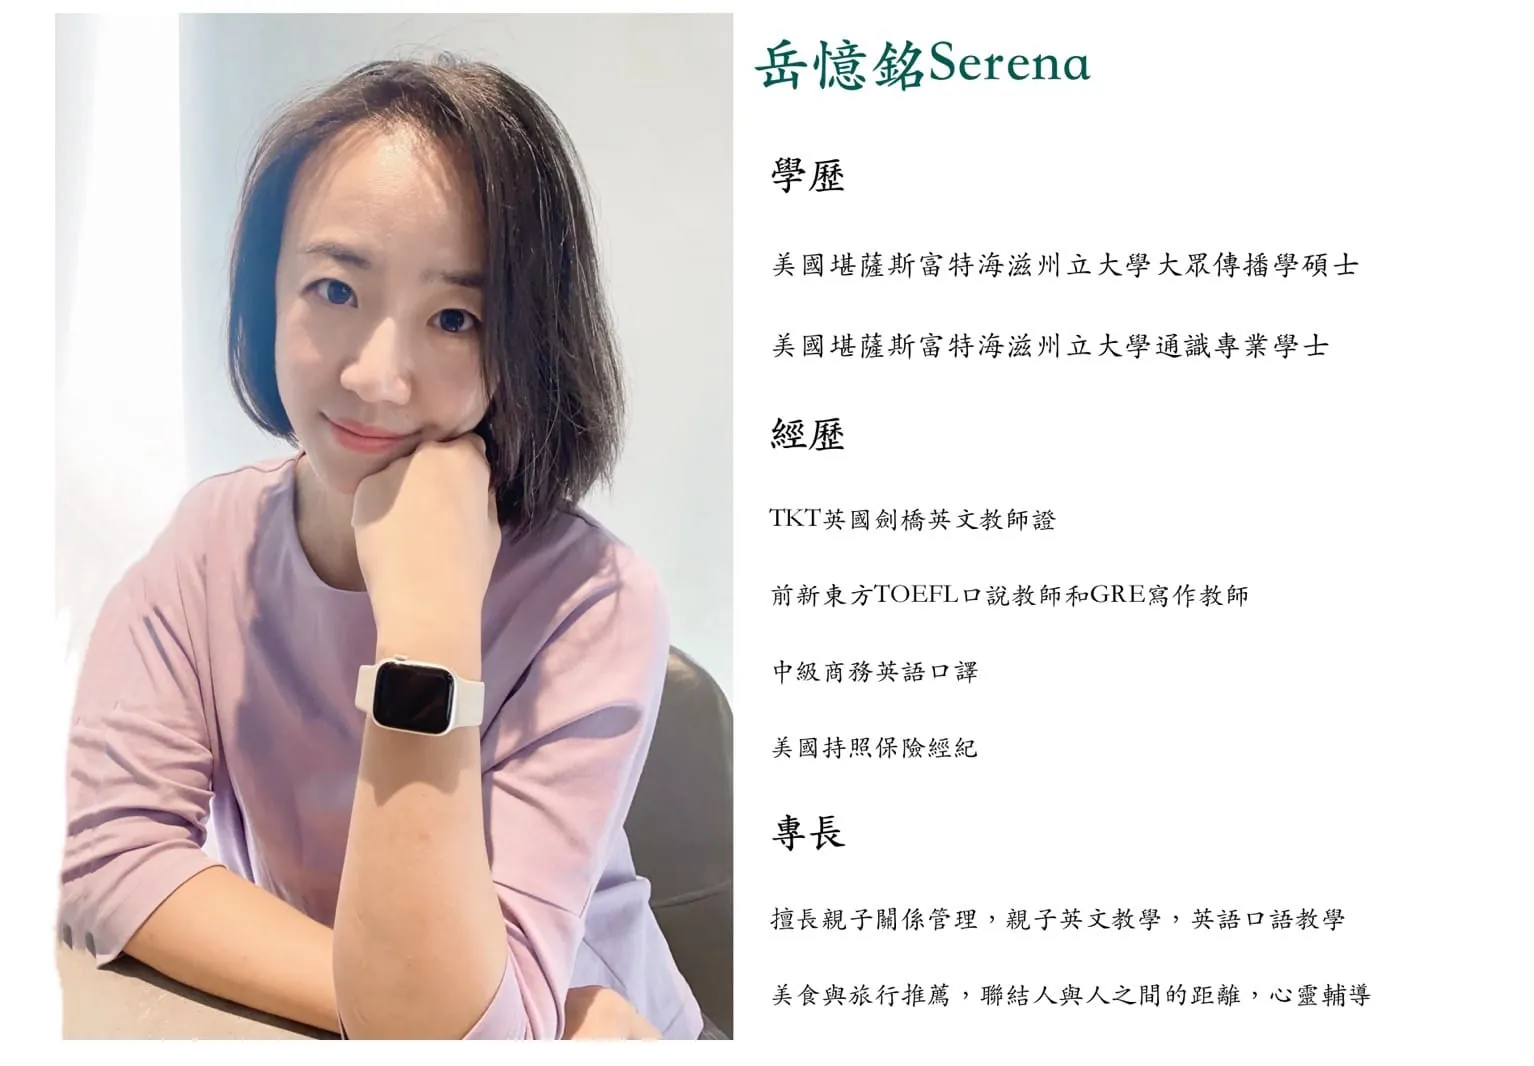 岳憶銘Serena
學歷
美國堪薩斯富特海滋州立大學大眾傳播學碩士
美國堪薩斯富特海滋州立大學通識專業學士
經歷
TKT英國劍橋英文教師證
前新東方TOEFL口說教師和GRE寫作教師
中級商務英語口譯
美國持照保險經紀
專長
擅長親子關係管理，親子英文教學，英語口語教學
美食與旅行推薦，聯結人與人之間的距離，心靈輔導